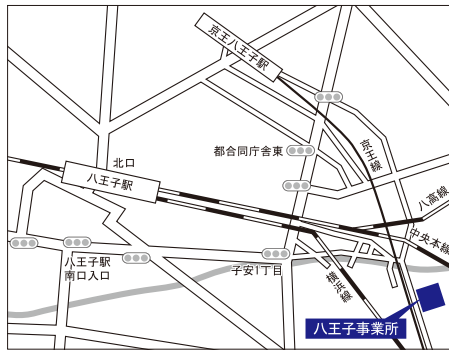 京王八王子駅
都合同庁舎東
京王線
北口
八王子駅
八高線
中央本線
八王子駅
南口入口
子安1丁目
横浜線
八王子事業所